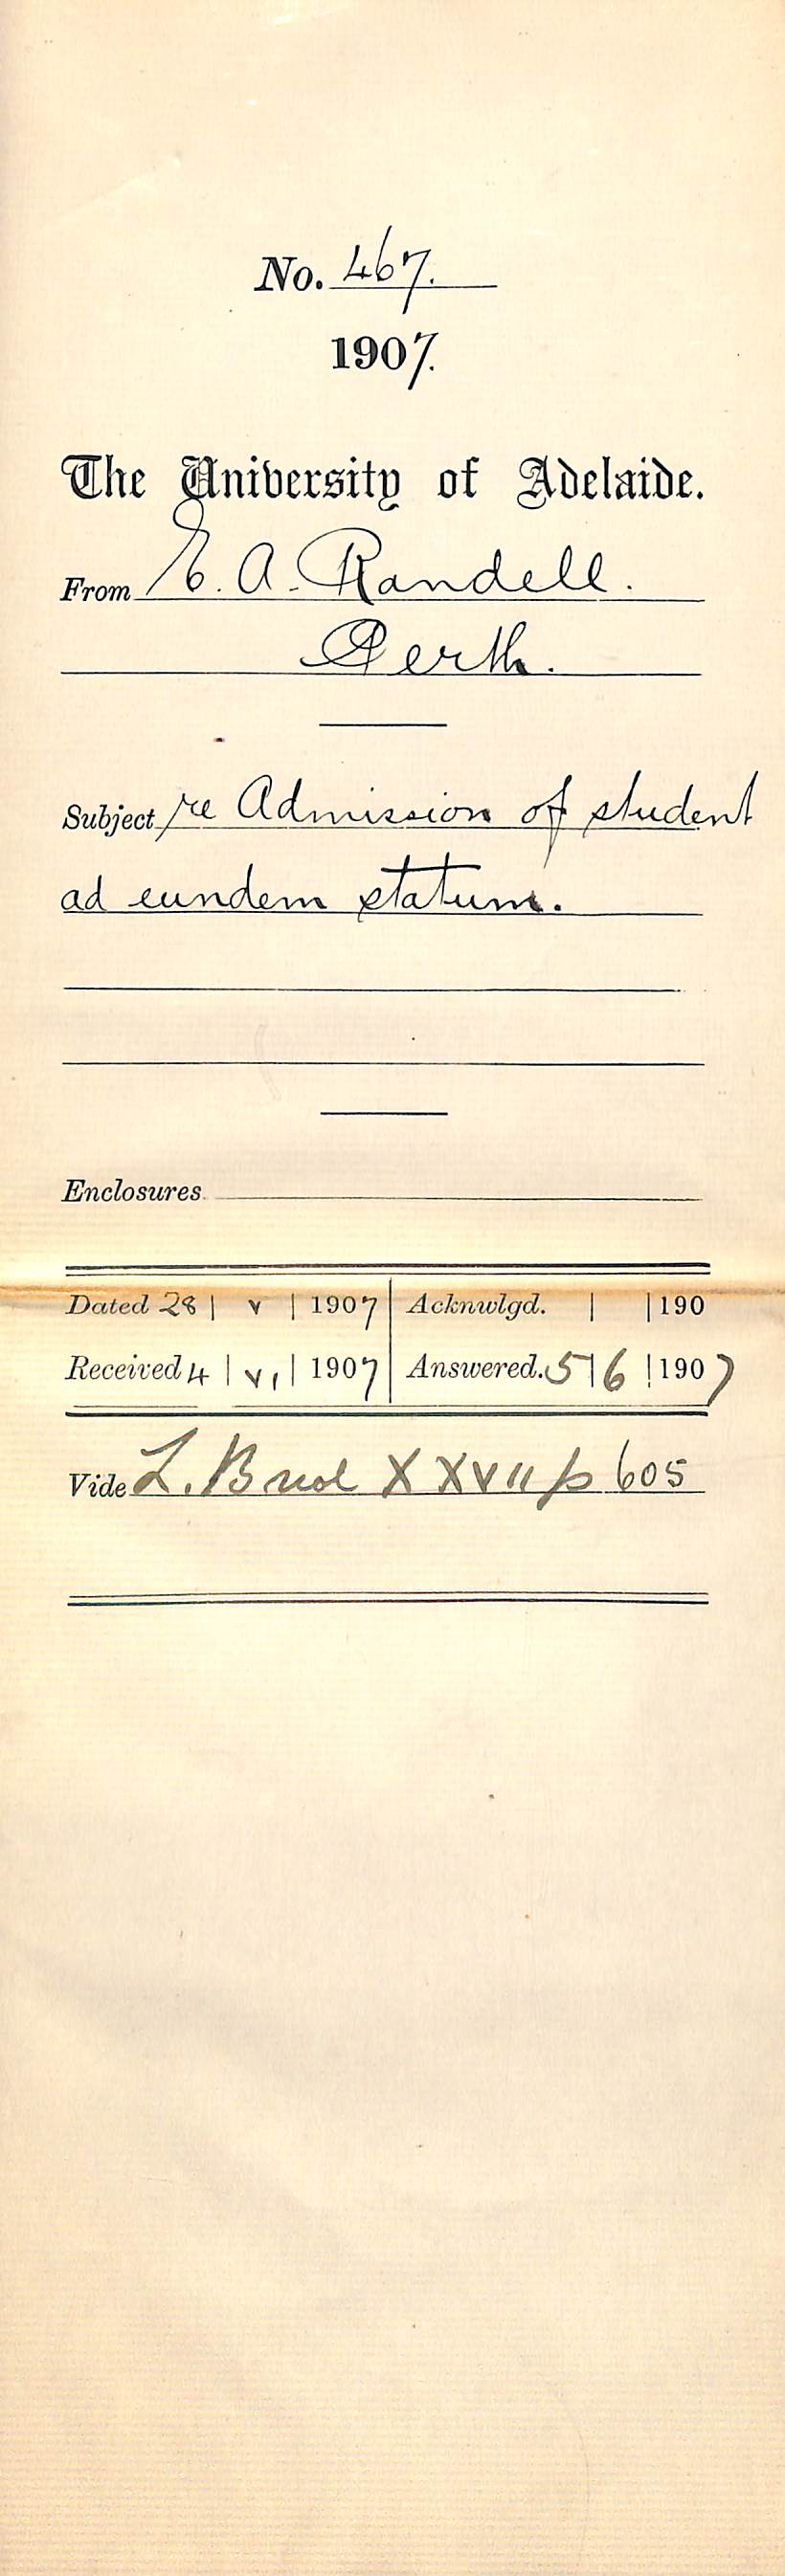 No. 467.
1907.
The University of Adelaide.
From E. A. Randell.
Perth.
Subject re Admission of student
ad eundem statum.
Enclosures
Dated 28 | v | 1907 | Acknwlgd. | | 190
Received 4 | vi | 1907 | Answered. 5 | 6 | 1907
Vide L. B vol XXVII p 605